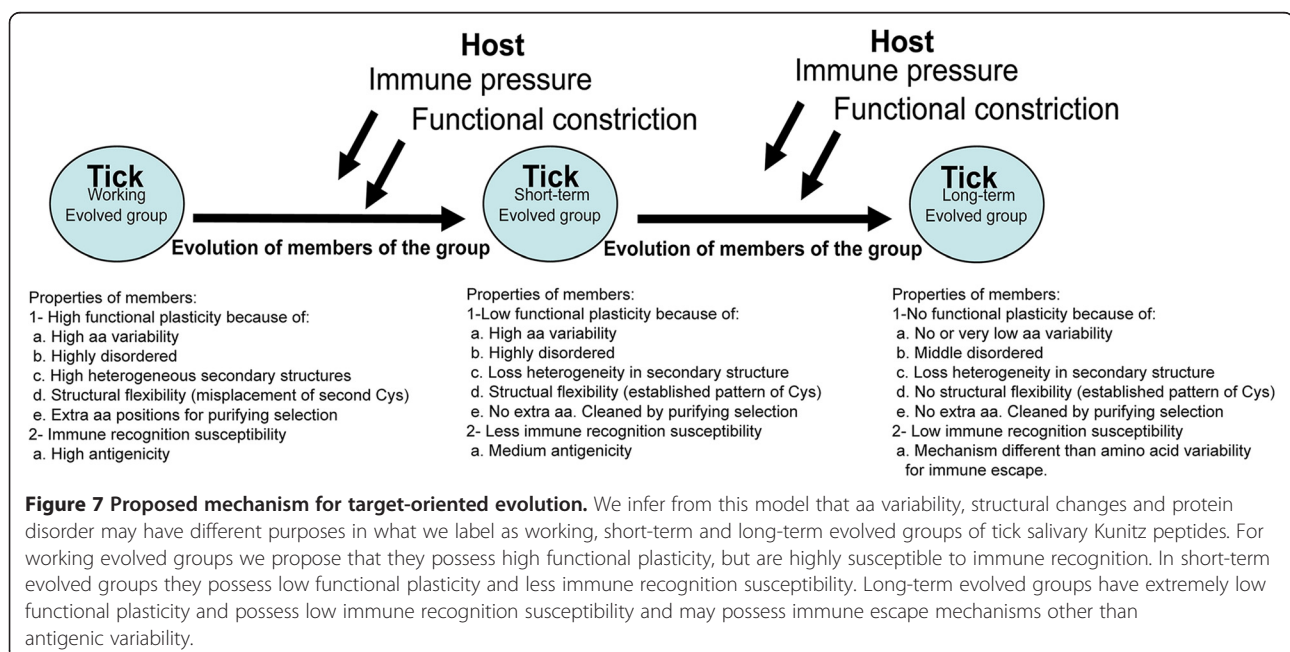 Host
Immune pressure
Functional constriction
Host
Immune pressure
Functional constriction
Tick
Working
Evolved group
Evolution of members of the group
Tick
Short-term
Evolved group
Evolution of members of the group
Tick
Long-term
Evolved group
Properties of members:
1- High functional plasticity because of:
a. High aa variability
b. Highly disordered
c. High heterogeneous secondary structures
d. Structural flexibility (misplacement of second Cys)
e. Extra aa positions for purifying selection
2- Immune recognition susceptibility
a. High antigenicity
Properties of members:
1-Low functional plasticity because of:
a. High aa variability
b. Highly disordered
c. Loss heterogeneity in secondary structure
d. Structual flexibility (established pattern of Cys)
e. No extra aa. Cleaned by purifying selection
2- Less immune recognition susceptibility
a. Medium antigenicity
Properties of members:
1-No functional plasticity because of:
a. No or very low aa variability
b. Middle disordered
c. Loss heterogeneity in secondary structure
d. No structural flexibility (established pattern of Cys)
e. No extra aa. Cleaned by purifying selection
2- Low immune recognition susceptibility
a. Mechanism different than amino acid variability
for immune escape.
Figure 7 Proposed mechanism for target-oriented evolution. We infer from this model that aa variability, structural changes and protein
disorder may have different purposes in what we label as working, short-term and long-term evolved groups of tick salivary Kunitz peptides. For
working evolved groups we propose that they possess high functional plasticity, but are highly susceptible to immune recognition. In short-term
evolved groups they possess low functional plasticity and less immune recognition susceptibility. Long-term evolved groups have extremely low
functional plasticity and possess low immune recognition susceptibility and may possess immune escape mechanisms other than
antigenic variability.